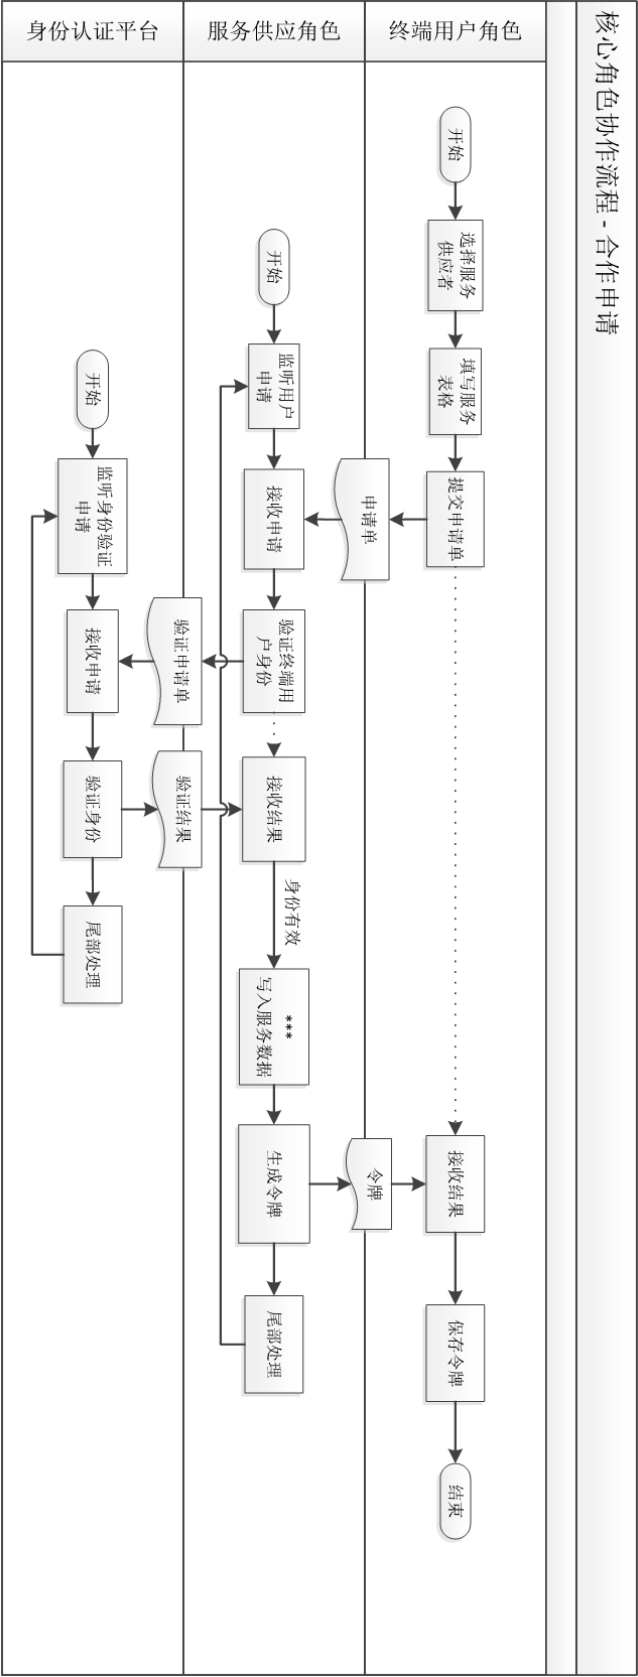 核心角色协作流程 - 合作申请
终端用户角色
开始
选择服务
供应者
填写服务
表格
提交申请单
申请单
接收结果
保存令牌
结束
服务供应角色
开始
监听用户
申请
接收申请
验证终端用
户身份
接收结果
身份有效
***
写入服务数据
生成令牌
令牌
尾部处理
身份认证平台
开始
监听身份验证
申请
接收申请
验证申请单
验证身份
验证结果
尾部处理